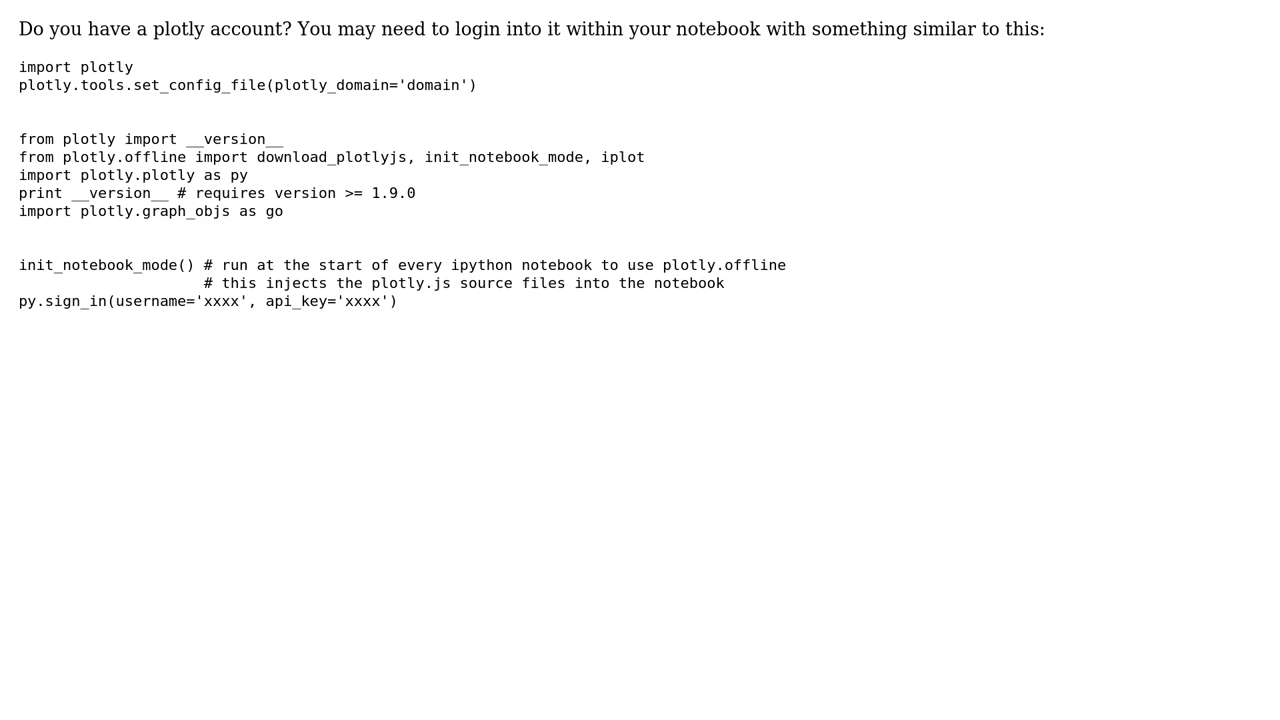 Do you have a plotly account? You may need to login into it within your notebook with something similar to this:
import plotly
plotly.tools.set_config_file(plotly_domain='domain')
from plotly import __version__
from plotly.offline import download_plotlyjs, init_notebook_mode, iplot
import plotly.plotly as py
print __version__ # requires version >= 1.9.0
import plotly.graph_objs as go
init_notebook_mode() # run at the start of every ipython notebook to use plotly.offline
                     # this injects the plotly.js source files into the notebook
py.sign_in(username='xxxx', api_key='xxxx')